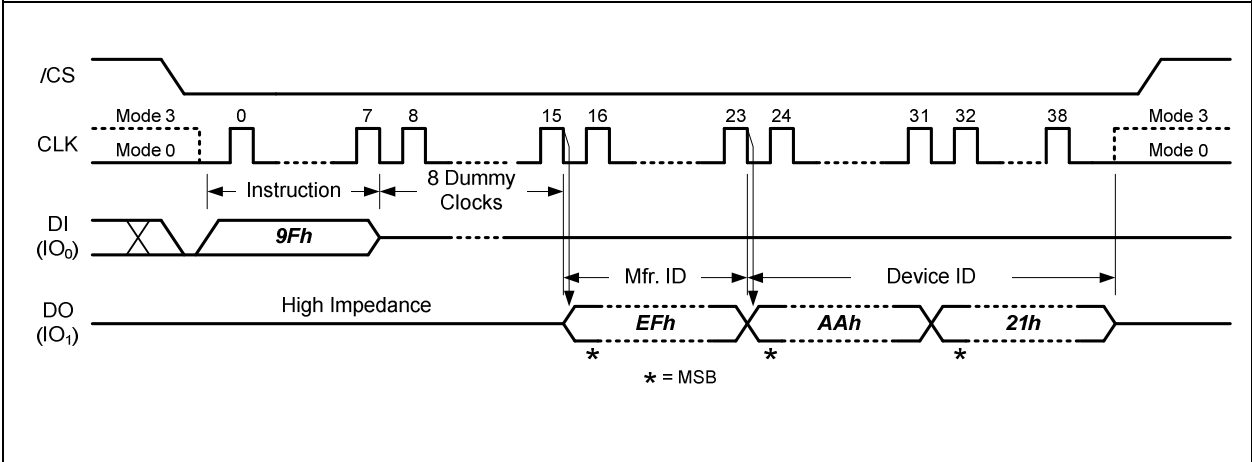 /CS
Mode 3 0 7 8 15 16 23 24 31 32 38 Mode 3
CLK
Mode 0 Mode 0
Instruction 8 Dummy Clocks
DI
(IO₀)
9Fh
Mfr. ID Device ID
High Impedance
DO
(IO₁)
EFh AAh 21h
* * *
* = MSB